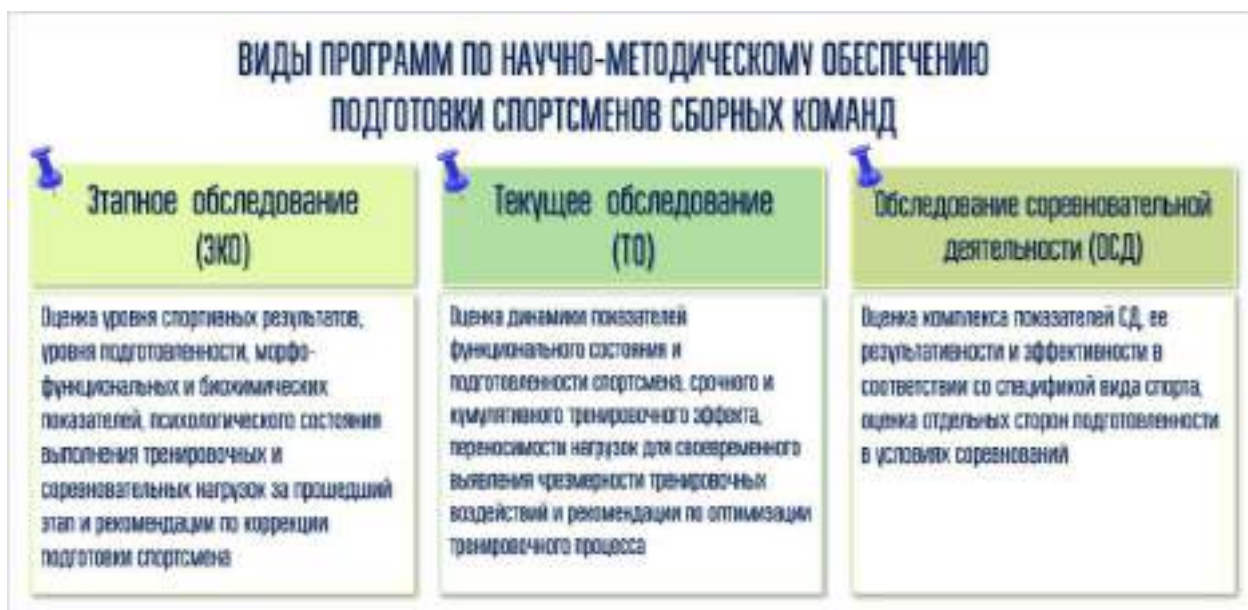 ВИДЫ ПРОГРАММ ПО НАУЧНО-МЕТОДИЧЕСКОМУ ОБЕСПЕЧЕНИЮ
ПОДГОТОВКИ СПОРТСМЕНОВ СБОРНЫХ КОМАНД
Этапное обследование
(ЭКО)
Оценка уровня спортивных результатов,
уровня подготовленности, морфо-
функциональных и биохимических
показателей, психологического состояния
выполнения тренировочных и
соревновательных нагрузок за прошедший
этап и рекомендации по коррекции
подготовки спортсмена
Текущее обследование
(ТО)
Оценка динамики показателей
функционального состояния и
подготовленности спортсмена, срочного и
кумулятивного тренировочного эффекта,
переносимости нагрузок для своевременного
выявления чрезмерности тренировочных
воздействий и рекомендации по оптимизации
тренировочного процесса
Обследование соревновательной
деятельности (ОСД)
Оценка комплекса показателей СД, ее
результативности и эффективности в
соответствии со спецификой вида спорта,
оценка отдельных сторон подготовленности
в условиях соревнований